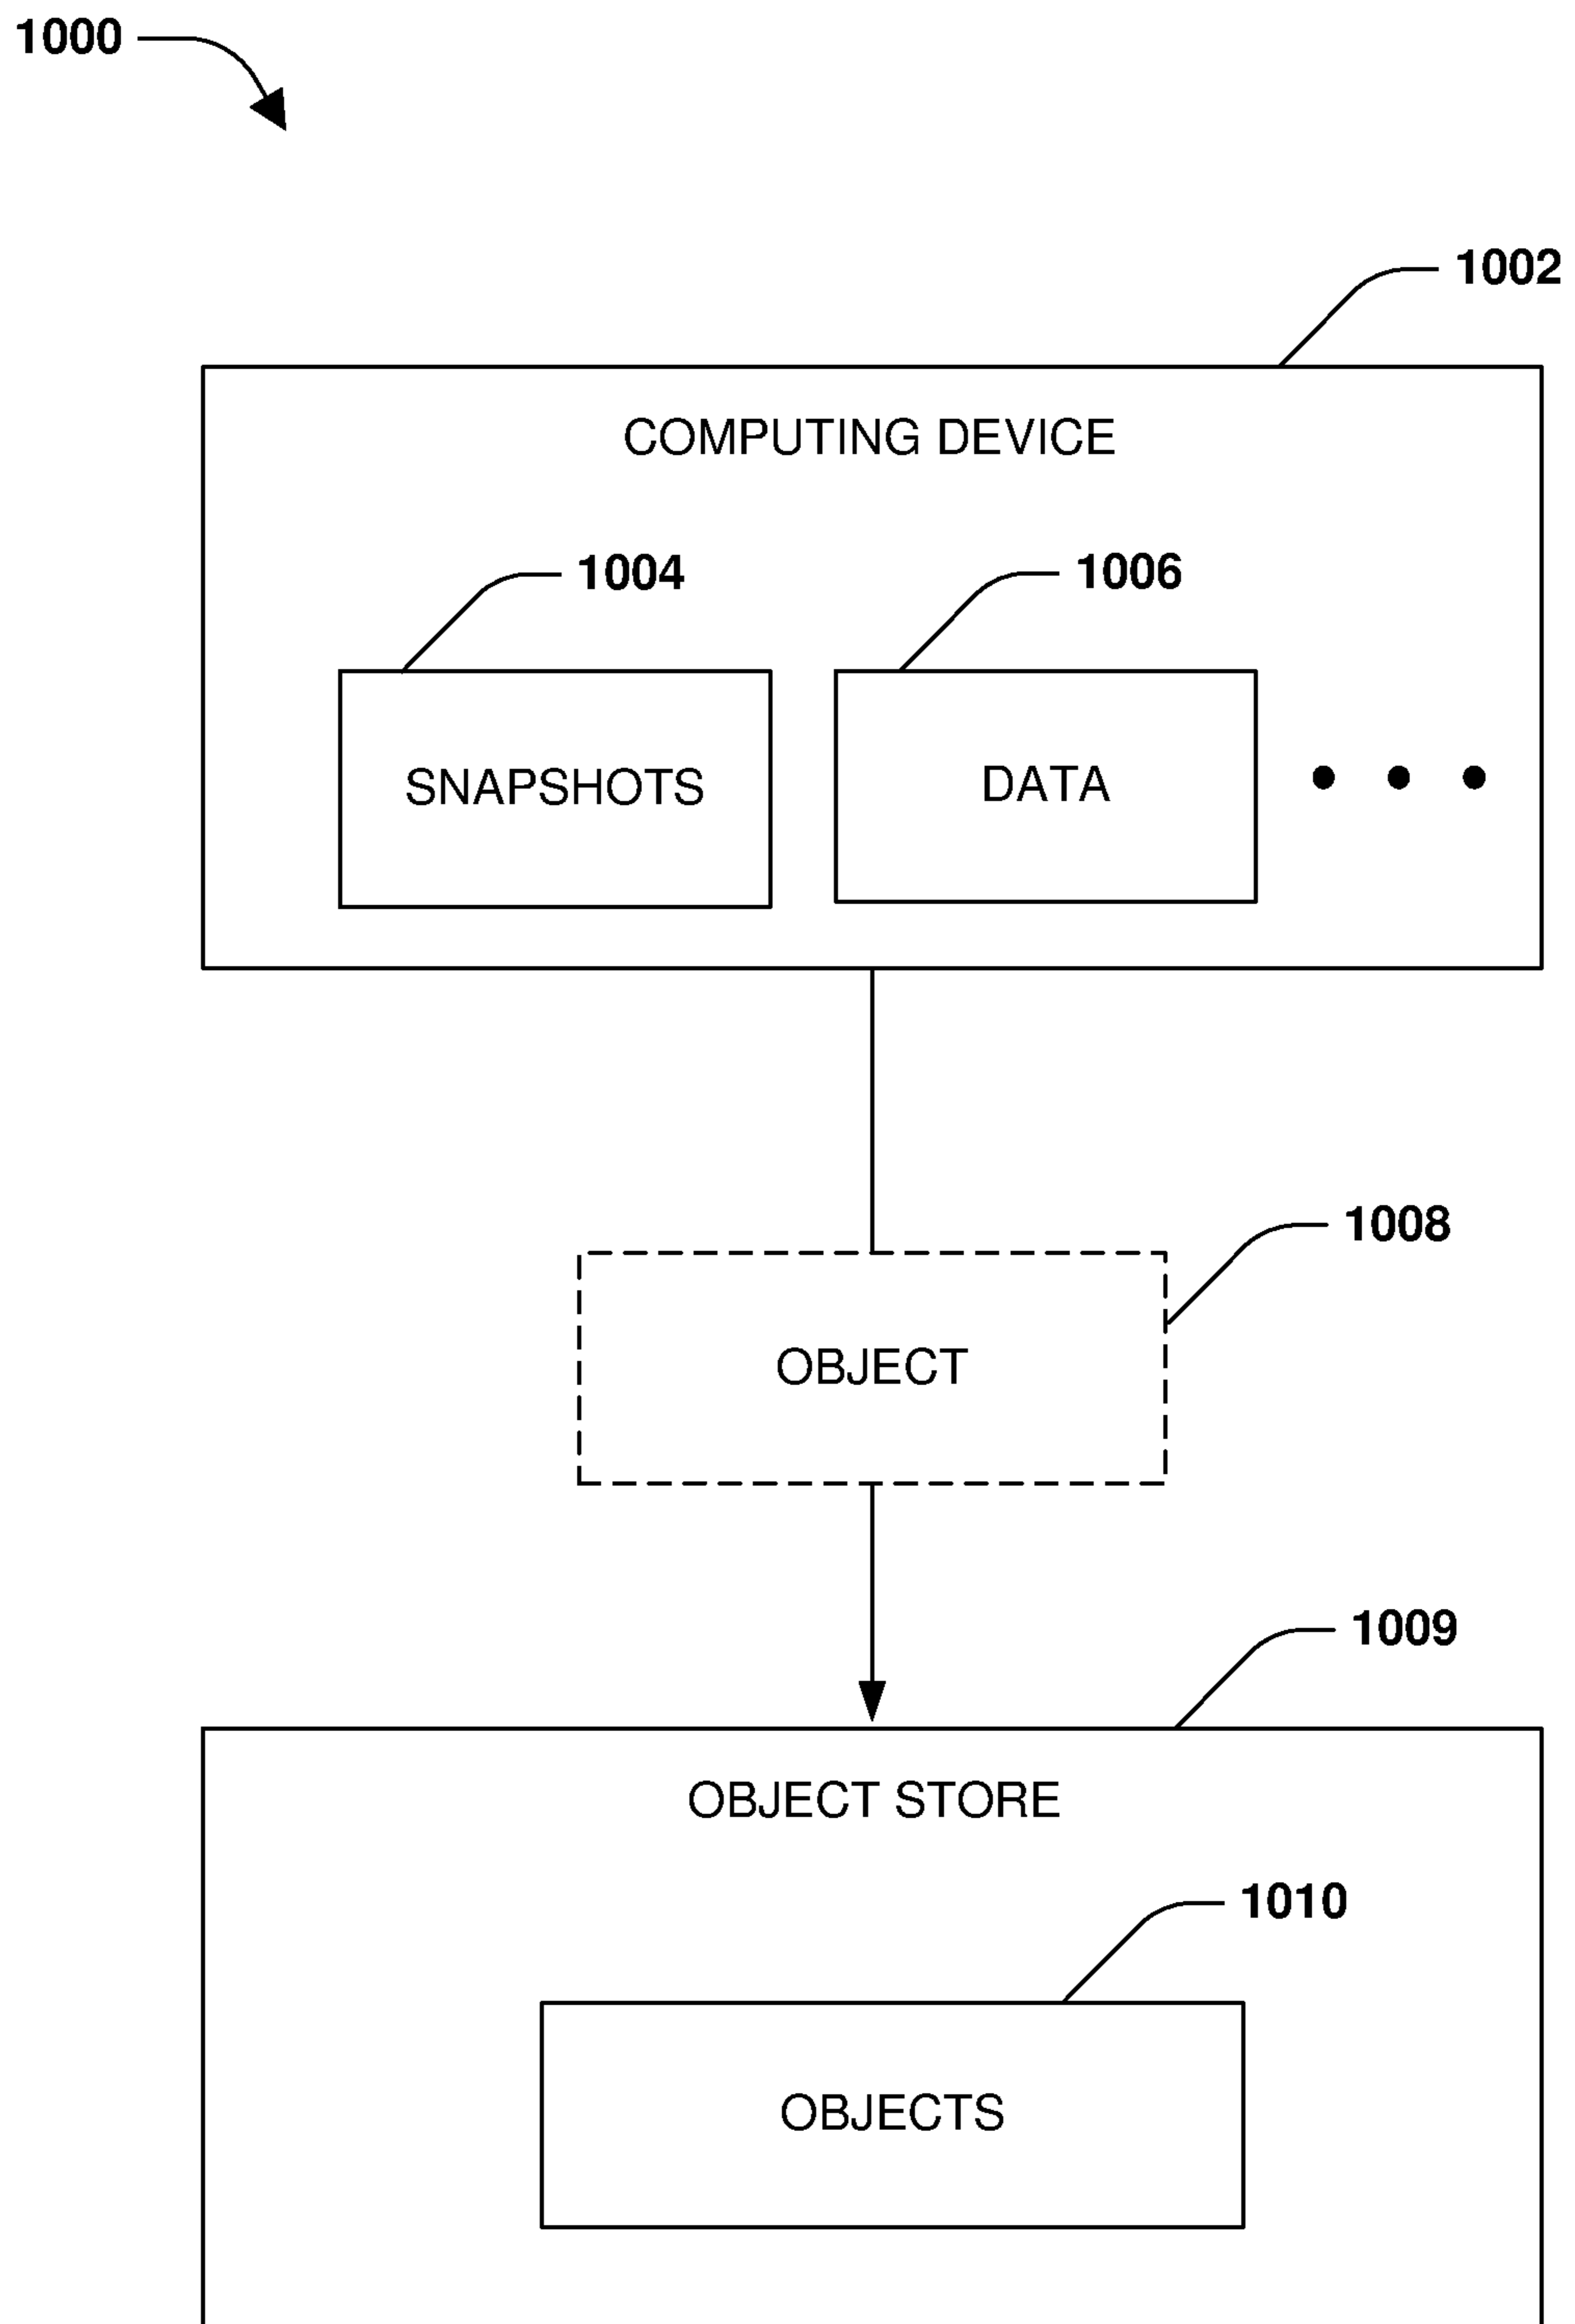 1000
1002
COMPUTING DEVICE
1004
1006
SNAPSHOTS
DATA
1008
OBJECT
1009
OBJECT STORE
1010
OBJECTS